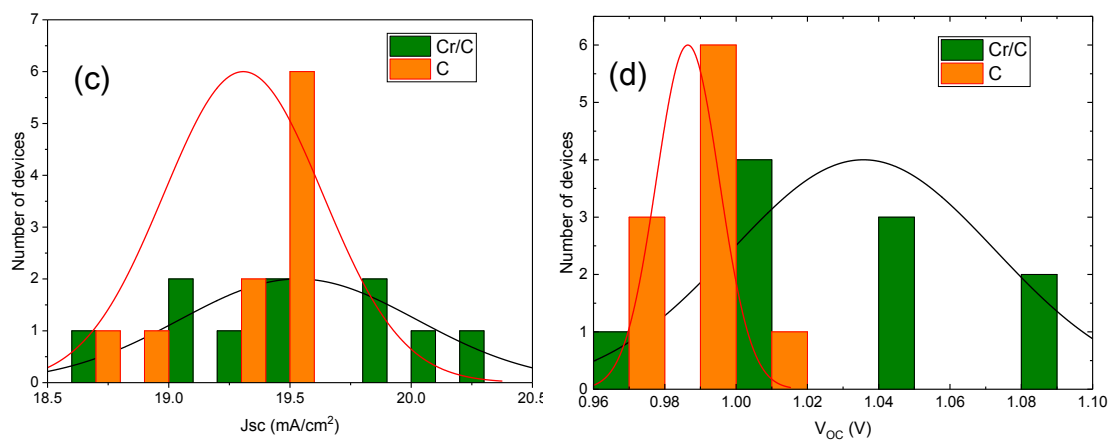 (c)
Cr/C
C
Number of devices
7
6
5
4
3
2
1
0
18.5 19.0 19.5 20.0 20.5
Jsc (mA/cm²)
(d)
Cr/C
C
Number of devices
6
5
4
3
2
1
0
0.96 0.98 1.00 1.02 1.04 1.06 1.08 1.10
V_OC (V)